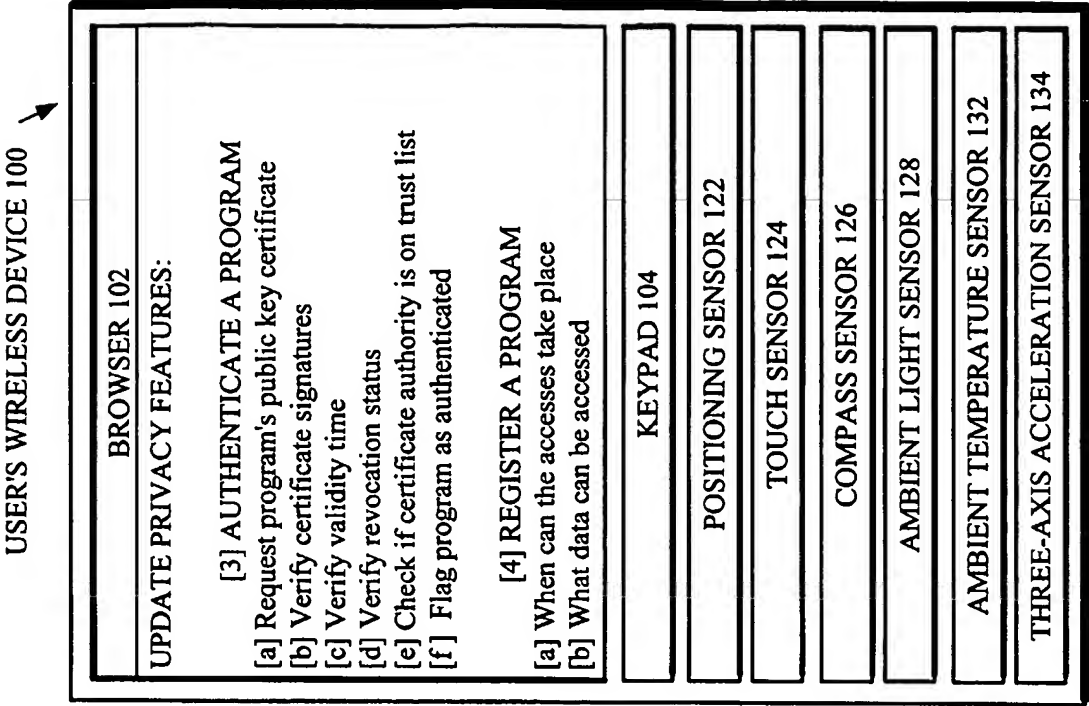 USER'S WIRELESS DEVICE 100
BROWSER 102
UPDATE PRIVACY FEATURES:
[3] AUTHENTICATE A PROGRAM
[a] Request program's public key certificate
[b] Verify certificate signatures
[c] Verify validity time
[d] Verify revocation status
[e] Check if certificate authority is on trust list
[f] Flag program as authenticated
[4] REGISTER A PROGRAM
[a] When can the accesses take place
[b] What data can be accessed
KEYPAD 104
POSITIONING SENSOR 122
TOUCH SENSOR 124
COMPASS SENSOR 126
AMBIENT LIGHT SENSOR 128
AMBIENT TEMPERATURE SENSOR 132
THREE-AXIS ACCELERATION SENSOR 134